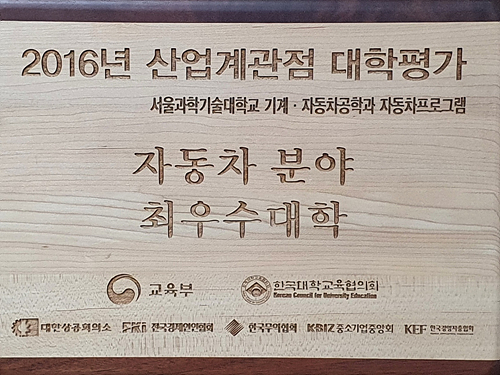 2016년 산업계관점 대학평가
서울과학기술대학교 기계·자동차공학과 자동차프로그램
자동차 분야
최우수대학
교육부 한국대학교육협의회
Korean Council for University Education
대한상공회의소 FKI 전국경제인연합회 한국무역협회 KBIZ 중소기업중앙회 KEF 한국경영자총협회